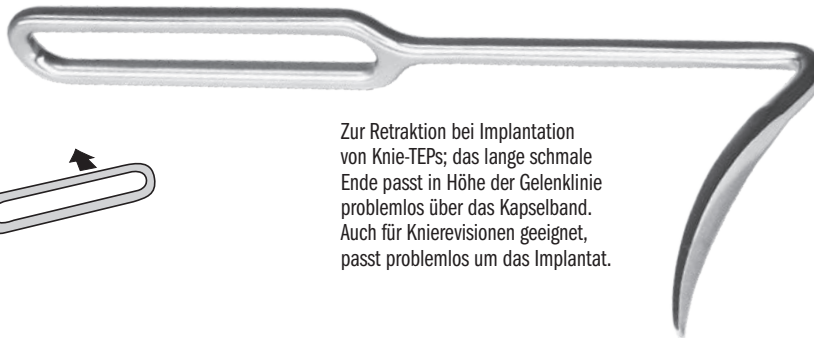 Zur Retraktion bei Implantation
von Knie-TEPs; das lange schmale
Ende passt in Höhe der Gelenklinie
problemlos über das Kapselband.
Auch für Knierevisionen geeignet,
passt problemlos um das Implantat.